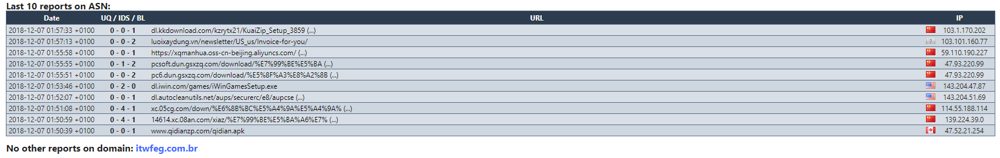 Last 10 reports on ASN:
Date UQ / IDS / BL URL IP
2018-12-07 01:57:33 +0100 0 - 0 - 1 dl.kkdownload.com/kzrytx21/KuaiZip_Setup_3859 (...) 103.1.170.202
2018-12-07 01:57:13 +0100 0 - 0 - 2 luoixaydung.vn/newsletter/US_us/Invoice-for-you/ ? 103.101.160.77
2018-12-07 01:55:58 +0100 0 - 0 - 1 https://xqmanhua.oss-cn-beijing.aliyuncs.com/ (...) 59.110.190.227
2018-12-07 01:55:55 +0100 0 - 1 - 2 pcsoft.dun.gsxzq.com/download/%E7%99%BE%E5%BA (...) 47.93.220.99
2018-12-07 01:55:51 +0100 0 - 0 - 2 pc6.dun.gsxzq.com/download/%E5%8F%A3%E8%A2%8B (...) 47.93.220.99
2018-12-07 01:53:46 +0100 0 - 2 - 0 dl.iwin.com/games/iWinGamesSetup.exe 143.204.47.87
2018-12-07 01:52:07 +0100 0 - 0 - 1 dl.autocleanutils.net/aups/securerc/e8/aupcse (...) 143.204.51.69
2018-12-07 01:51:08 +0100 0 - 4 - 1 xc.05cg.com/down/%E6%8B%BC%E5%A4%9A%E5%A4%9A% (...) 114.55.188.114
2018-12-07 01:50:59 +0100 0 - 4 - 1 14614.xc.08an.com/xiaz/%E7%99%BE%E5%BA%A6%E7% (...) 139.224.39.0
2018-12-07 01:50:39 +0100 0 - 0 - 1 www.qidianzp.com/qidian.apk 47.52.21.254
No other reports on domain: itwfeg.com.br